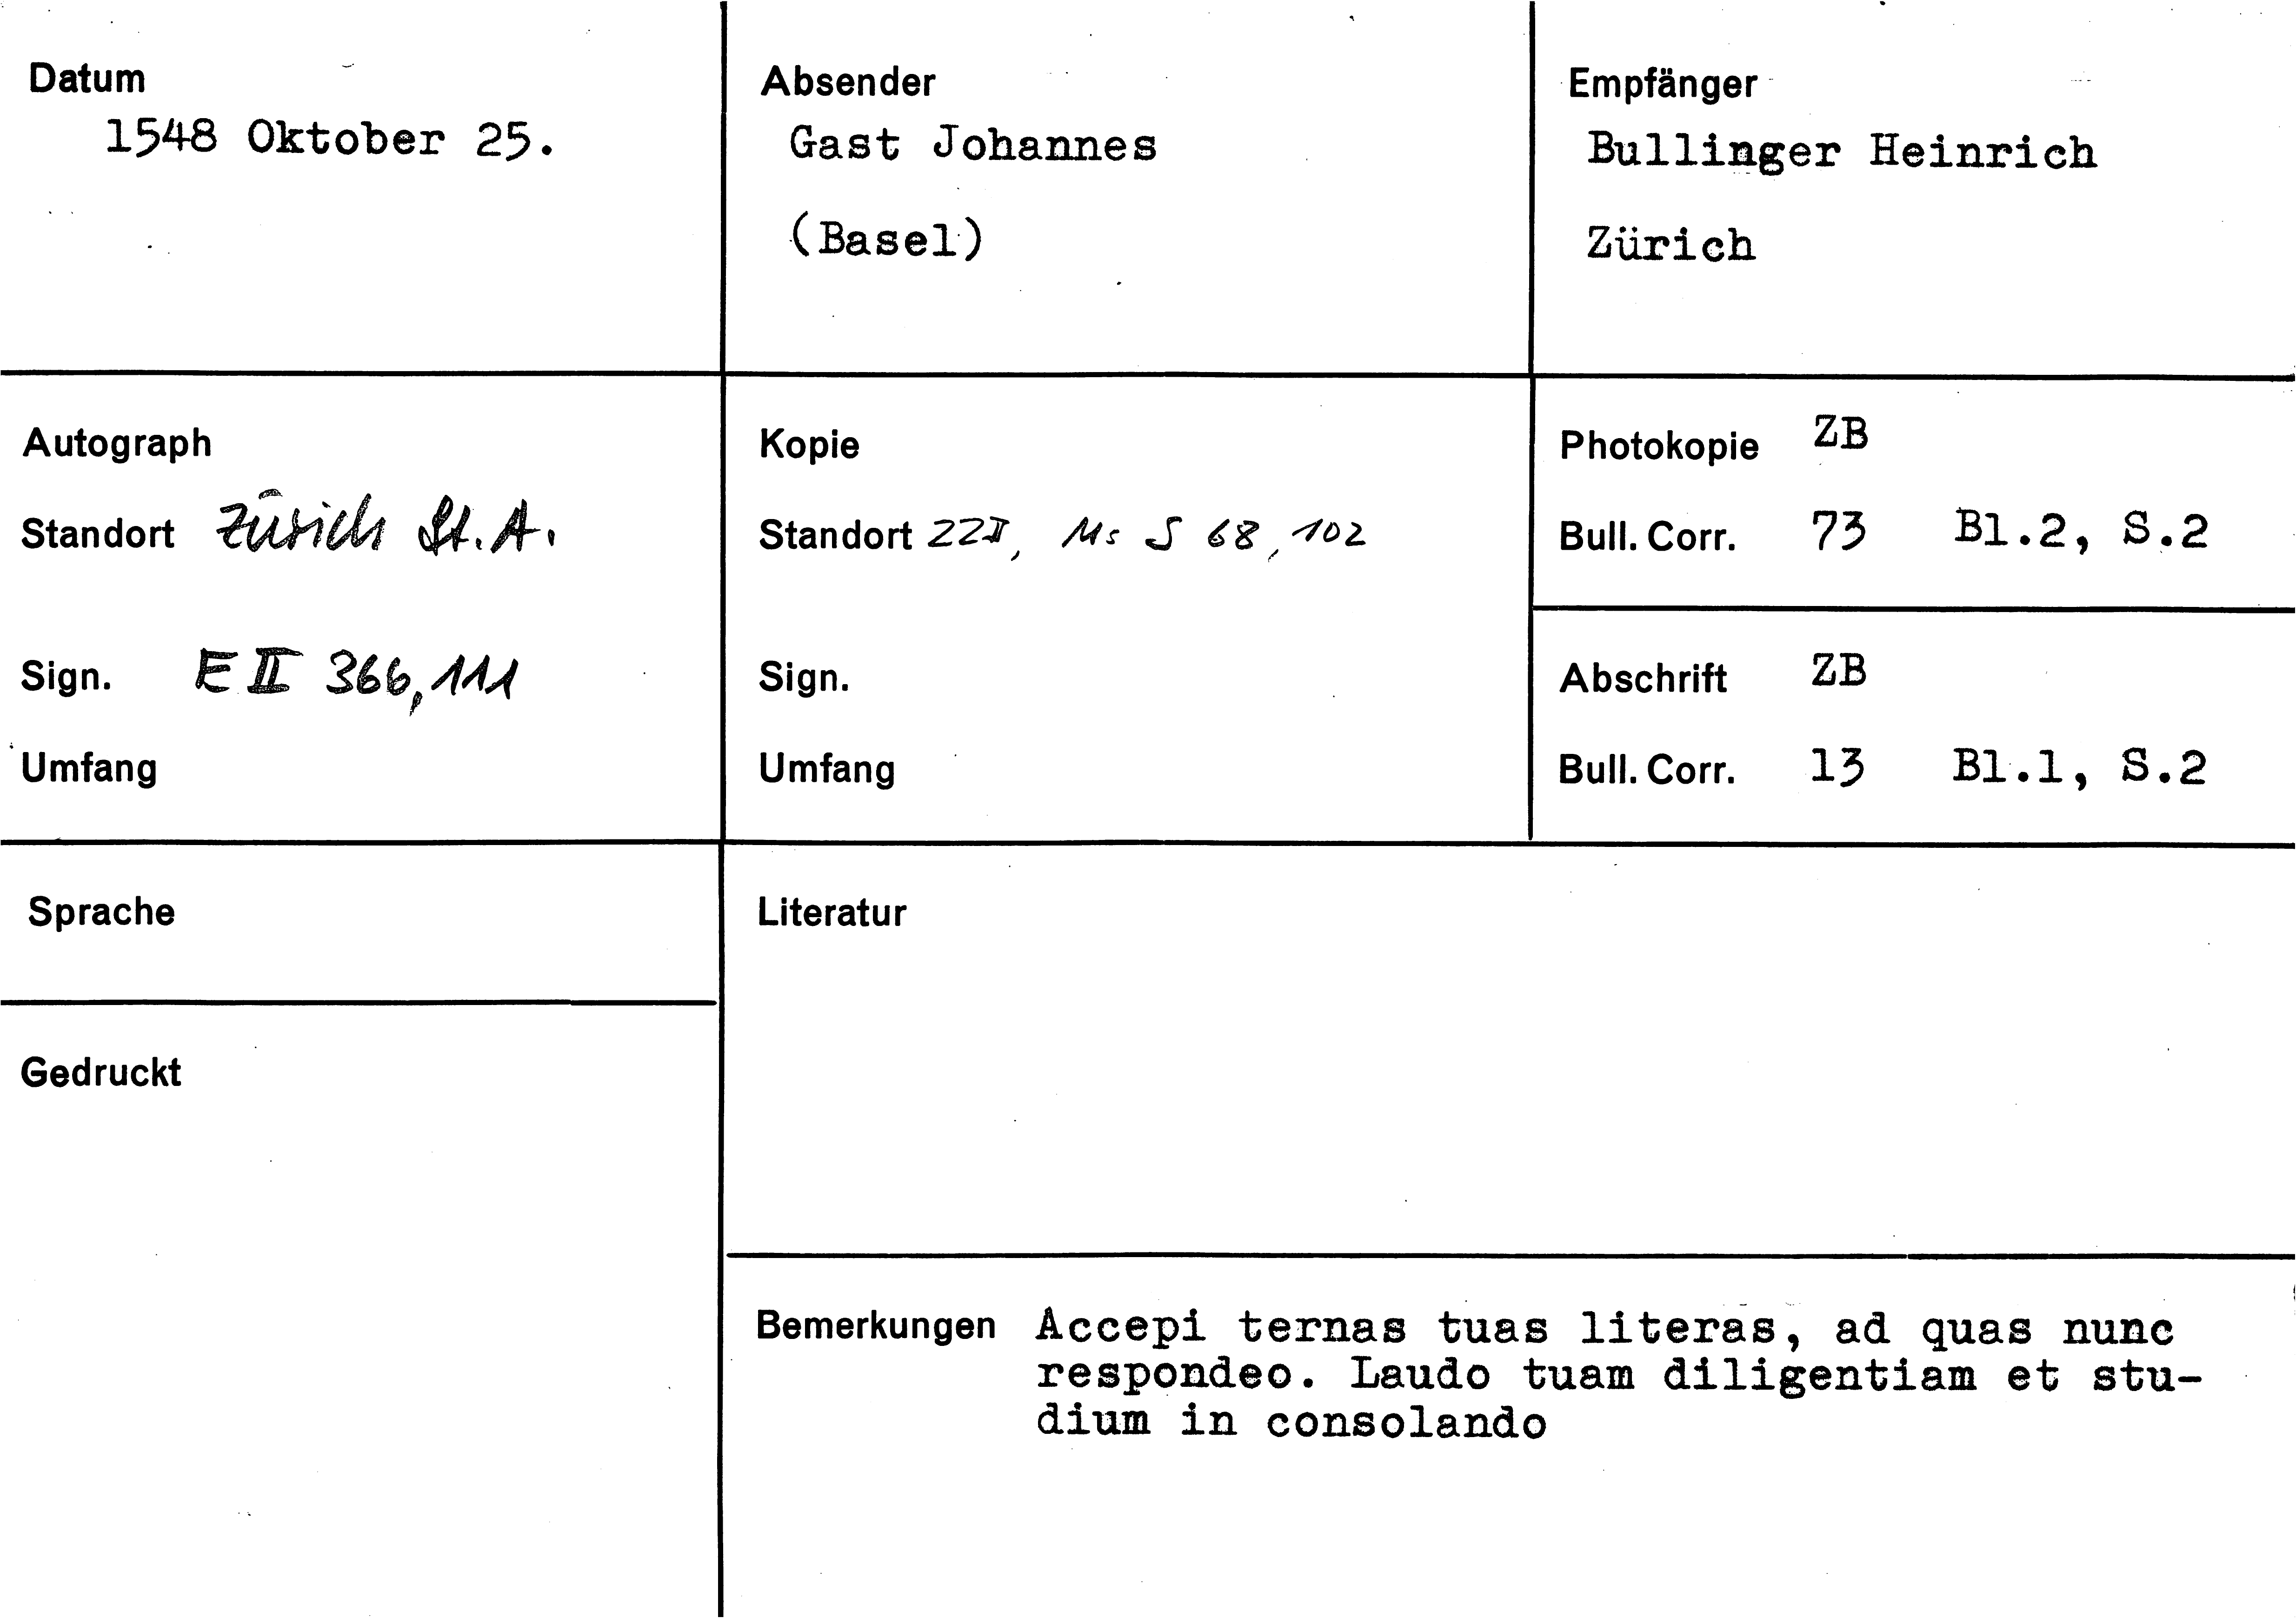 Datum
1548 Oktober 25.
Absender
Gast Johannes
(Basel)
Empfänger
Bullinger Heinrich
Zürich
Autograph
Standort Zürich St. A.
Sign. E II 366, 111
Umfang
Kopie
Standort ZZII, Ms S 68, 102
Sign.
Umfang
Photokopie ZB
Bull. Corr. 73 Bl.2, S.2
Abschrift ZB
Bull. Corr. 13 Bl.1, S.2
Sprache
Gedruckt
Literatur
Bemerkungen Accepi ternas tuas literas, ad quas nunc
respondeo. Laudo tuam diligentiam et stu-
dium in consolando